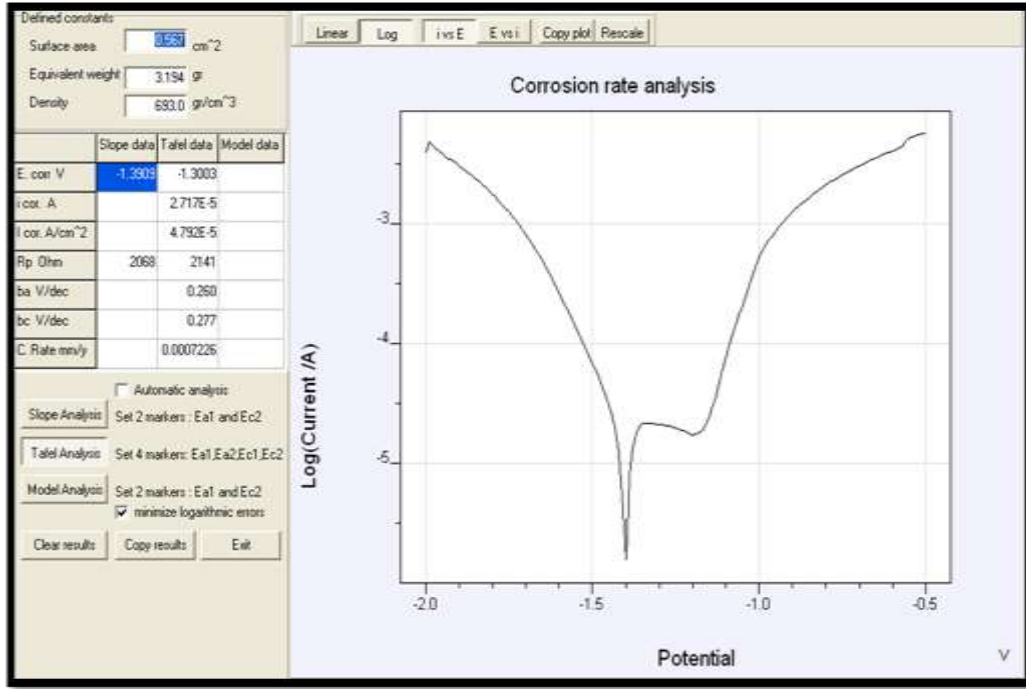 Defined constants
Surface area 0.567 cm^2
Equivalent weight 3.194 gr
Density 693.0 gr/cm^3
Slope data Tafel data Model data
E. corr V -1.3909 -1.3003
i cor. A 2.717E-5
I cor. A/cm^2 4.792E-5
Rp Ohm 2068 2141
ba V/dec 0.260
bc V/dec 0.277
C. Rate mm/y 0.0007226
Automatic analysis
Slope Analysis Set 2 markers : Ea1 and Ec2
Tafel Analysis Set 4 markers: Ea1,Ea2,Ec1,Ec2
Model Analysis Set 2 markers : Ea1 and Ec2
minimize logarithmic errors
Clear results Copy results Exit
Linear Log i vs E E vs i Copy plot Rescale
Corrosion rate analysis
Log(Current /A)
-3
-4
-5
-2.0 -1.5 -1.0 -0.5
Potential V